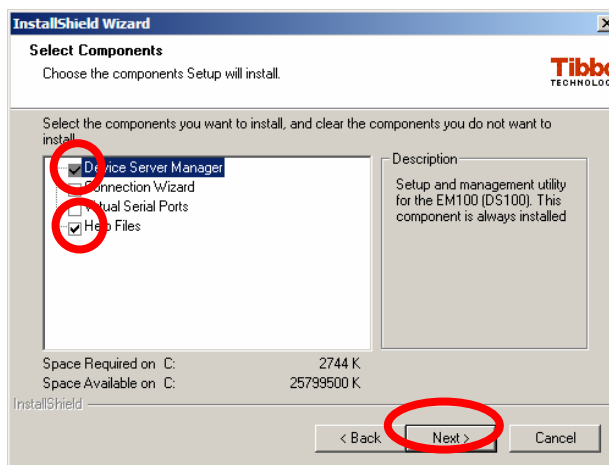 InstallShield Wizard
Select Components
Choose the components Setup will install.
Tibbo
TECHNOLOG
Select the components you want to install, and clear the components you do not want to
install.
Device Server Manager
Connection Wizard
Virtual Serial Ports
Help Files
Description
Setup and management utility
for the EM100 (DS100). This
component is always installed
Space Required on C: 2744 K
Space Available on C: 25799500 K
InstallShield
< Back
Next >
Cancel